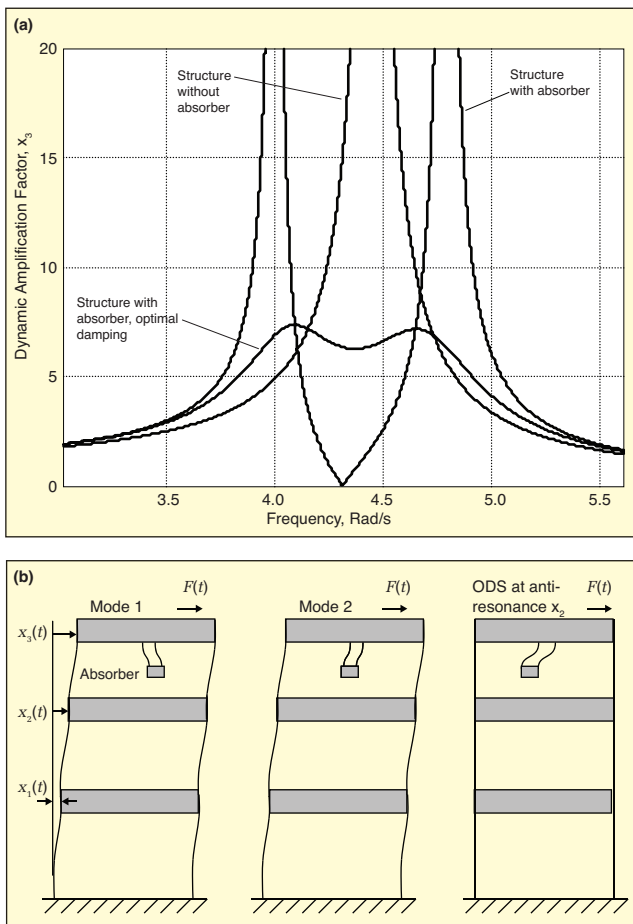 (a)
Dynamic Amplification Factor, x₃
20
15
10
5
0
Structure
without
absorber
Structure
with absorber
Structure with
absorber, optimal
damping
3.5 4.0 4.5 5.0 5.5
Frequency, Rad/s
(b)
Mode 1
F(t)
Mode 2
F(t)
ODS at anti-
resonance x₂
F(t)
x₃(t)
Absorber
x₂(t)
x₁(t)